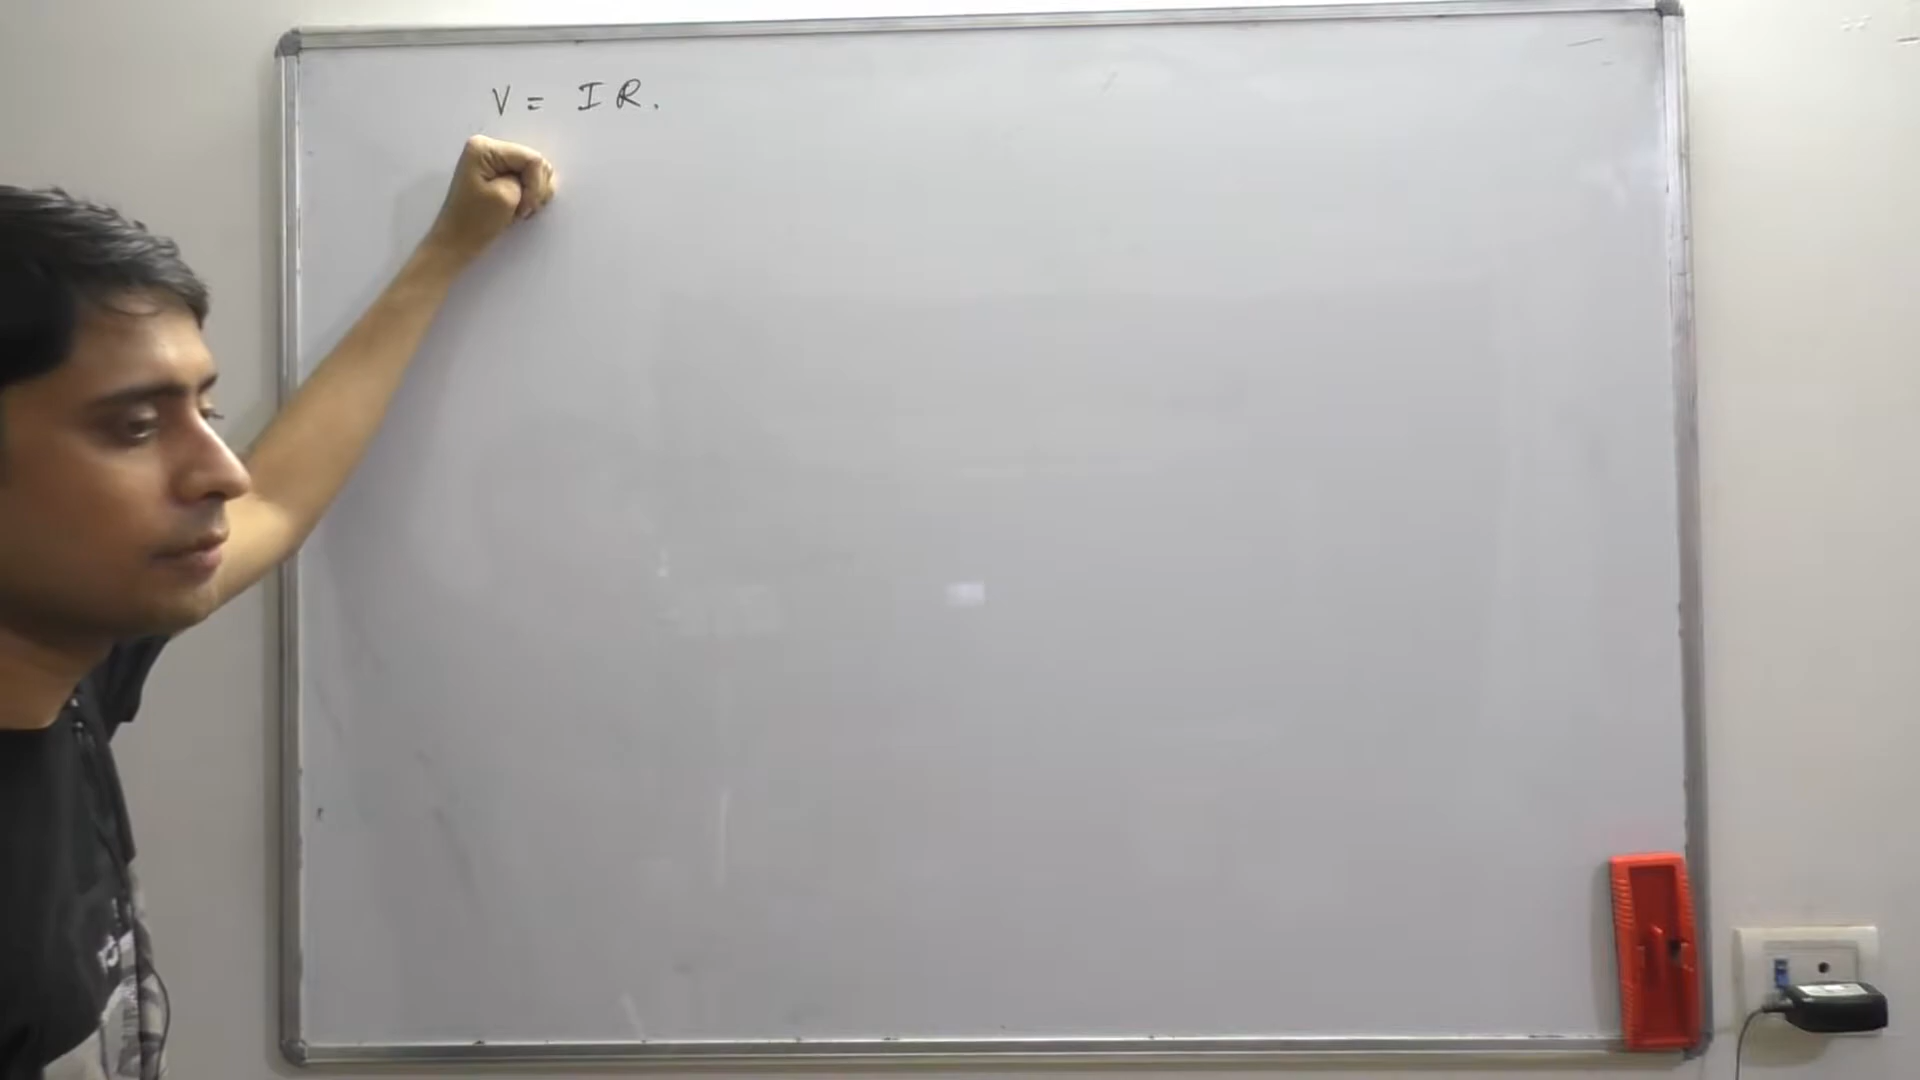 V = I R.